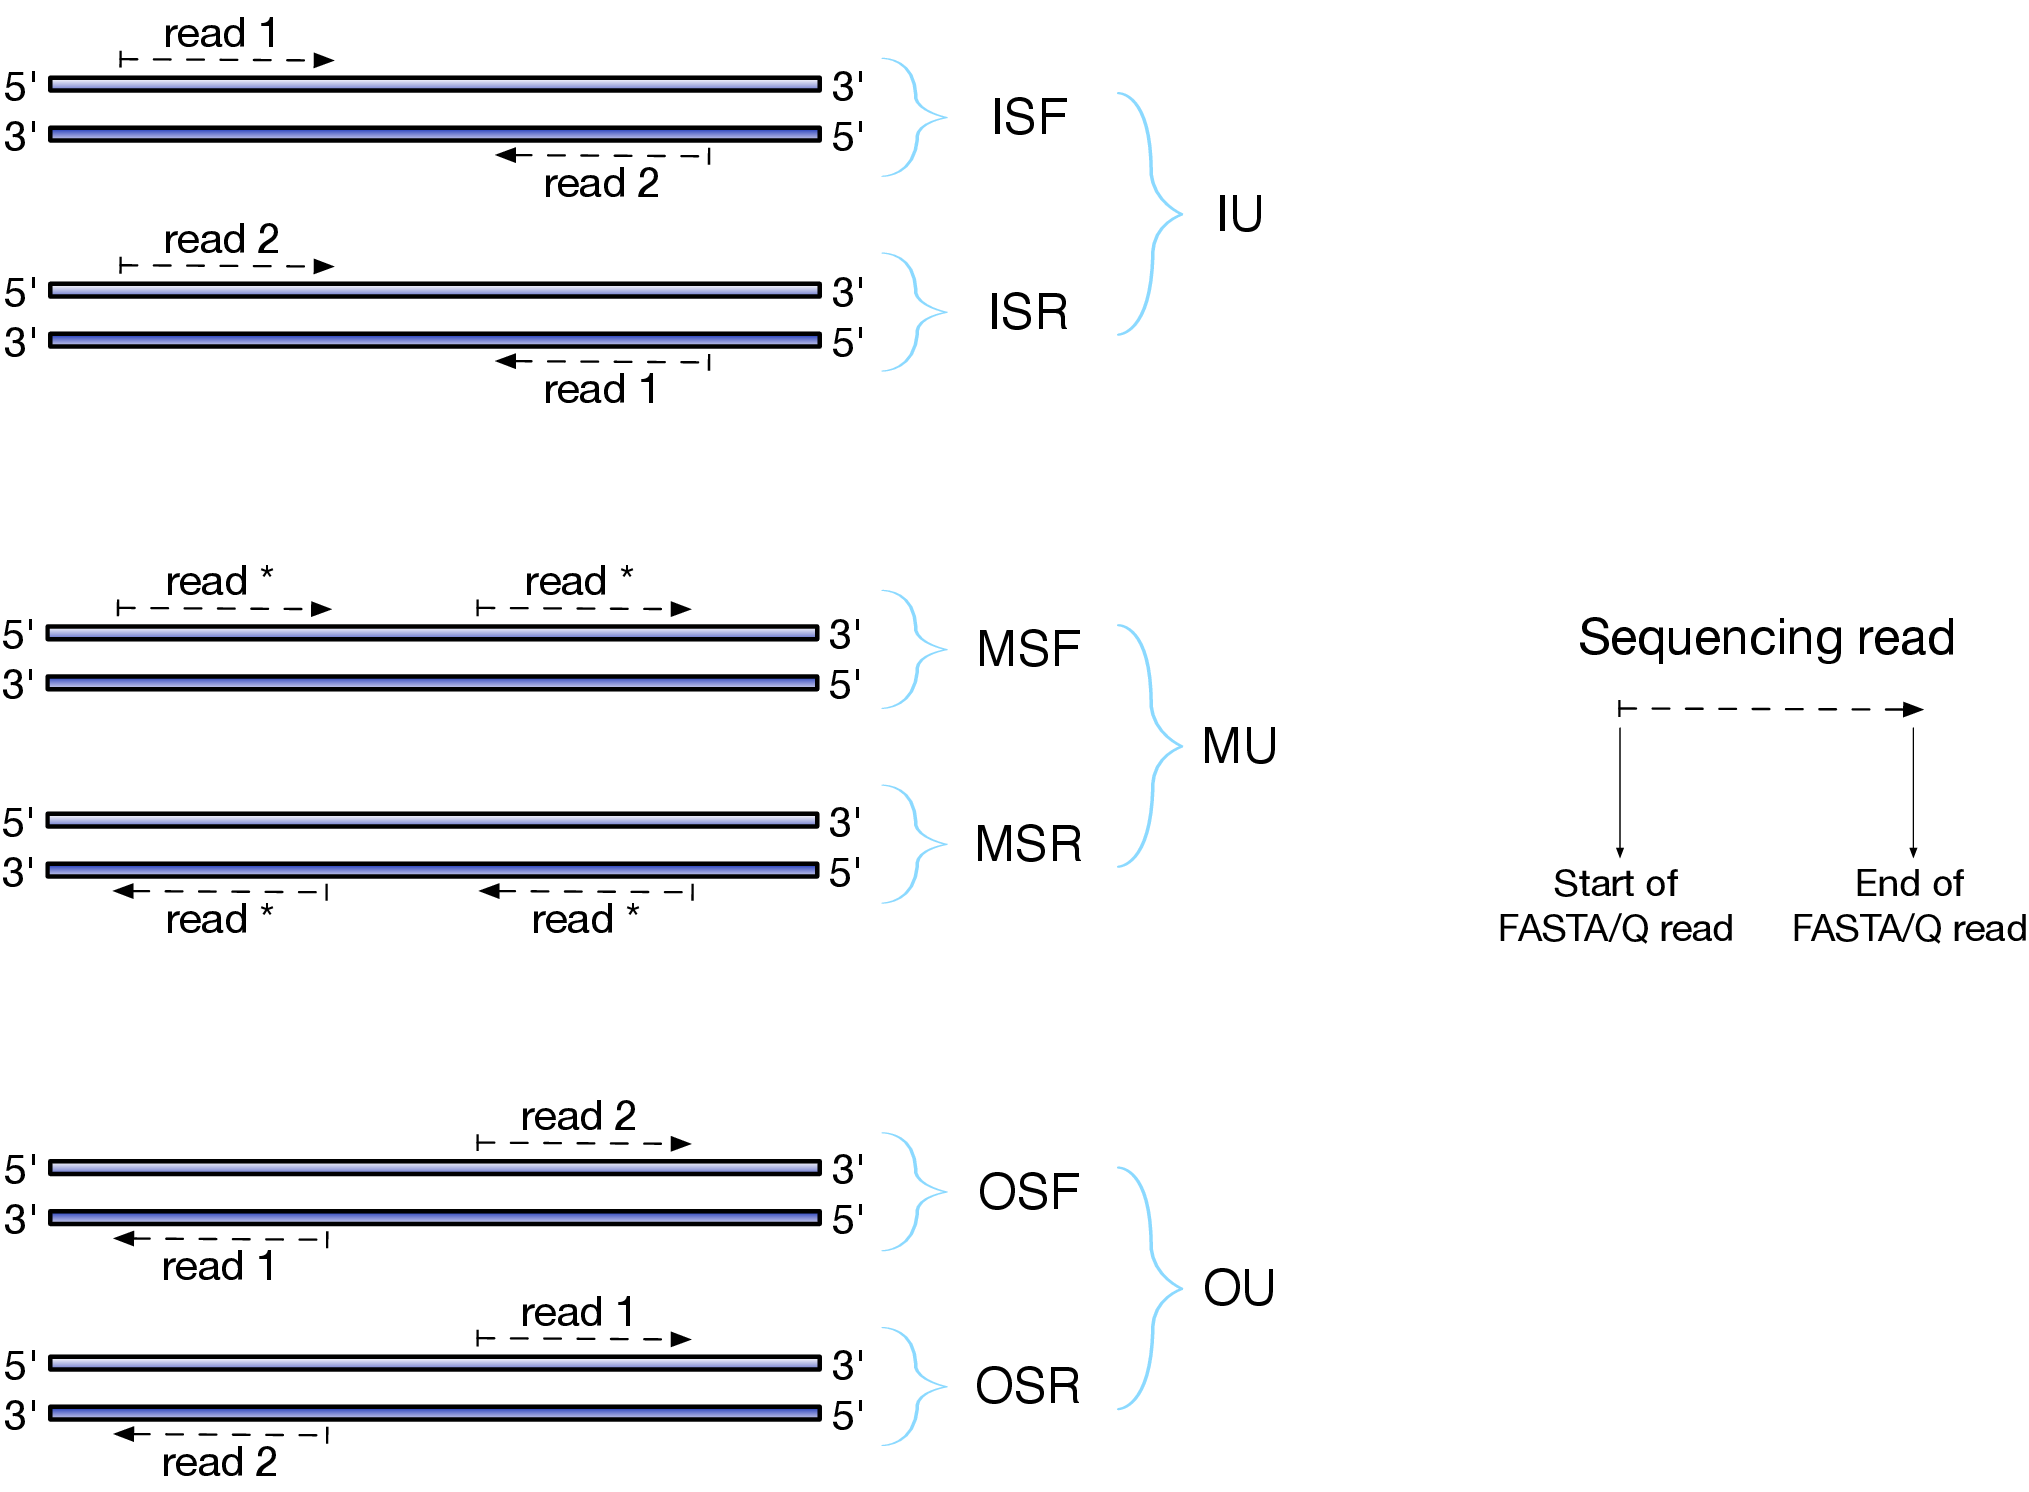 read 1
5' 3'
3' 5'
read 2
ISF
read 2
5' 3'
3' 5'
read 1
ISR
IU
read * read *
5' 3'
3' 5'
MSF
5' 3'
3' 5'
read * read *
MSR
MU
Sequencing read
Start of
FASTA/Q read
End of
FASTA/Q read
read 2
5' 3'
3' 5'
read 1
OSF
read 1
5' 3'
3' 5'
read 2
OSR
OU